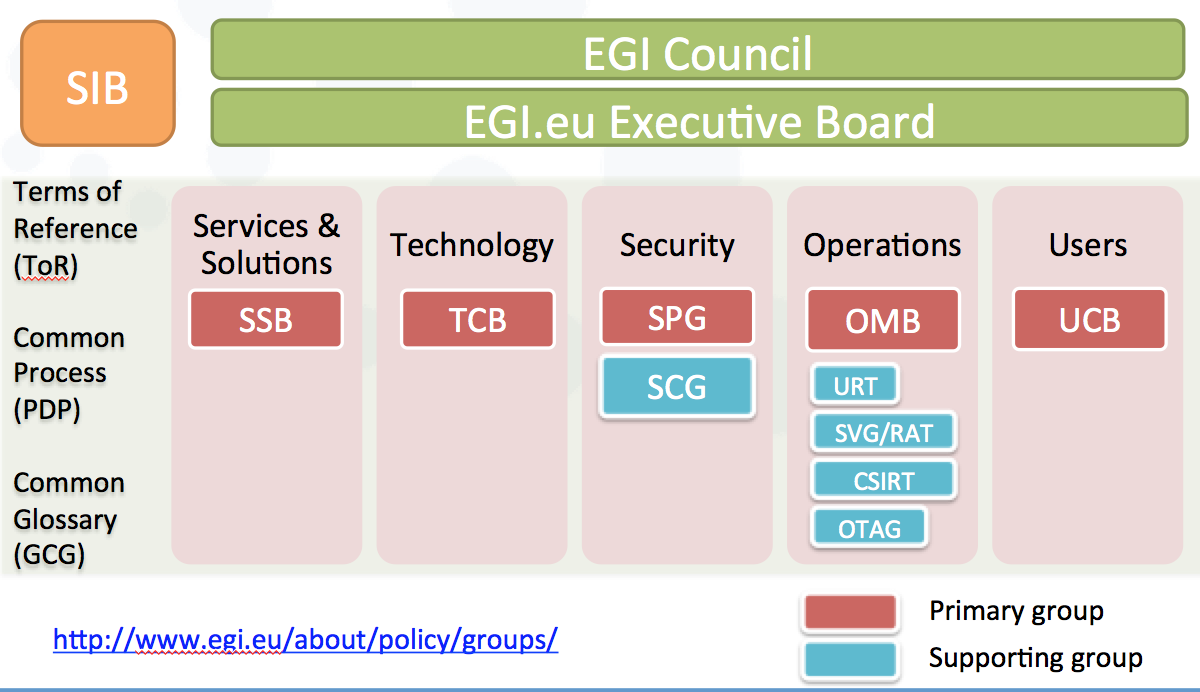 SIB
EGI Council
EGI.eu Executive Board
Terms of
Reference
(ToR)
Common
Process
(PDP)
Common
Glossary
(GCG)
Services &
Solutions
SSB
Technology
TCB
Security
SPG
SCG
Operations
OMB
URT
SVG/RAT
CSIRT
OTAG
Users
UCB
http://www.egi.eu/about/policy/groups/
Primary group
Supporting group